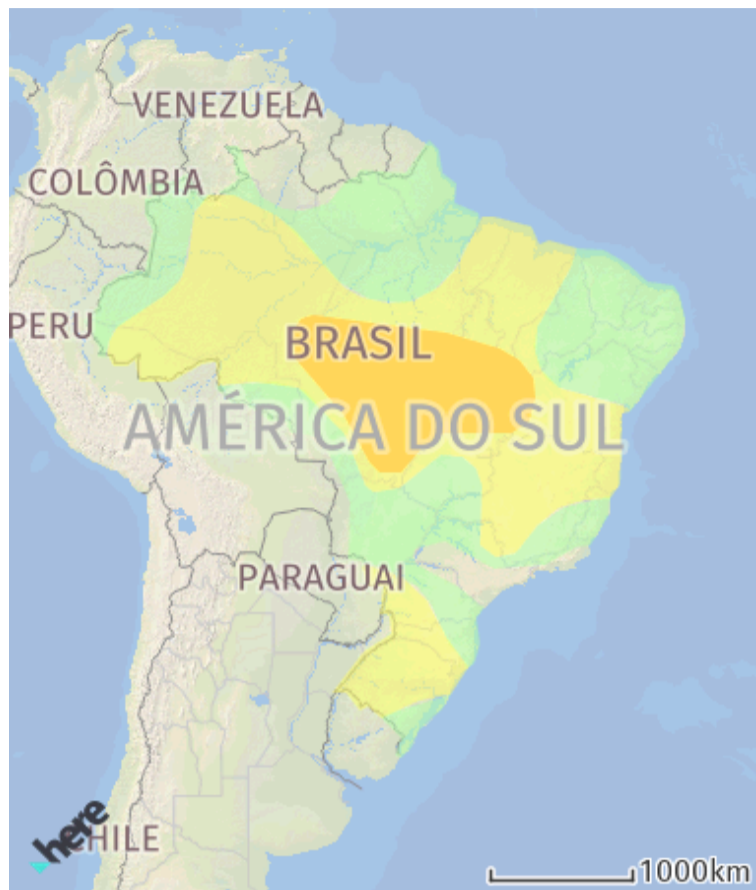 VENEZUELA
COLÔMBIA
PERU
BRASIL
AMÉRICA DO SUL
PARAGUAI
here
CHILE
1000km